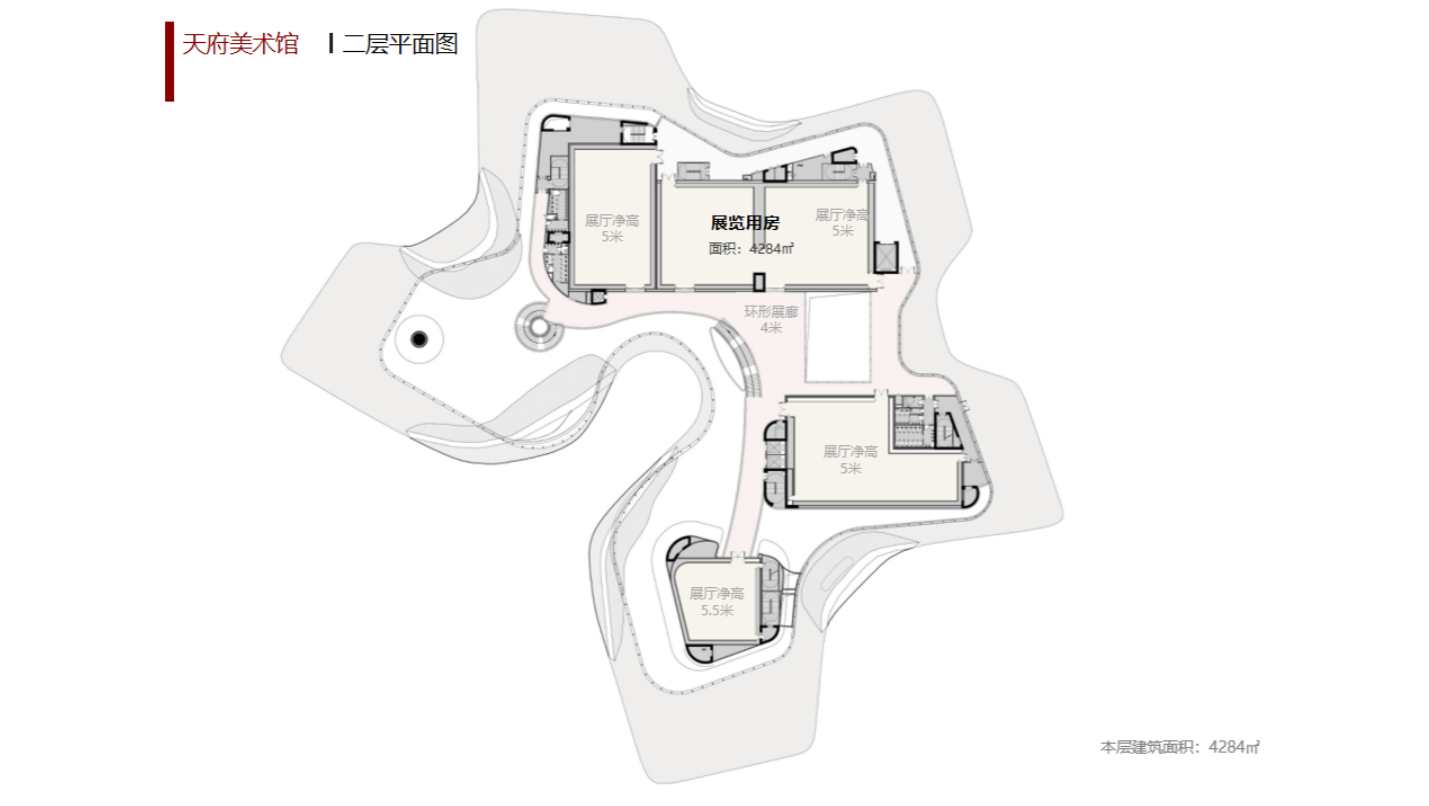 天府美术馆 | 二层平面图
展厅净高
5米
展览用房
面积：4284㎡
展厅净高
5米
环形展廊
4米
展厅净高
5米
展厅净高
5.5米
本层建筑面积：4284㎡